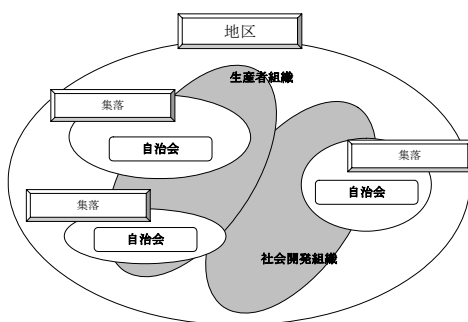 地区
生産者組織
集落
自治会
集落
自治会
集落
自治会
社会開発組織